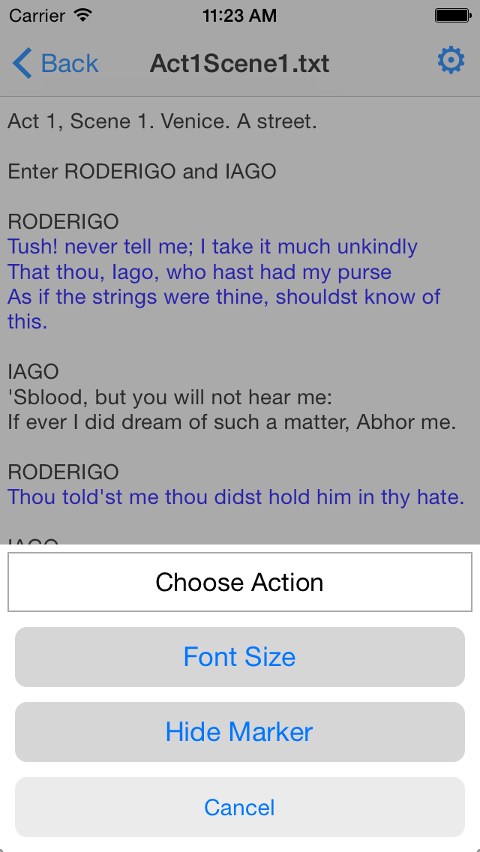 Carrier 11:23 AM
Back Act1Scene1.txt
Act 1, Scene 1. Venice. A street.
Enter RODERIGO and IAGO
RODERIGO
Tush! never tell me; I take it much unkindly
That thou, Iago, who hast had my purse
As if the strings were thine, shouldst know of
this.
IAGO
'Sblood, but you will not hear me:
If ever I did dream of such a matter, Abhor me.
RODERIGO
Thou told'st me thou didst hold him in thy hate.
IAGO
Choose Action
Font Size
Hide Marker
Cancel